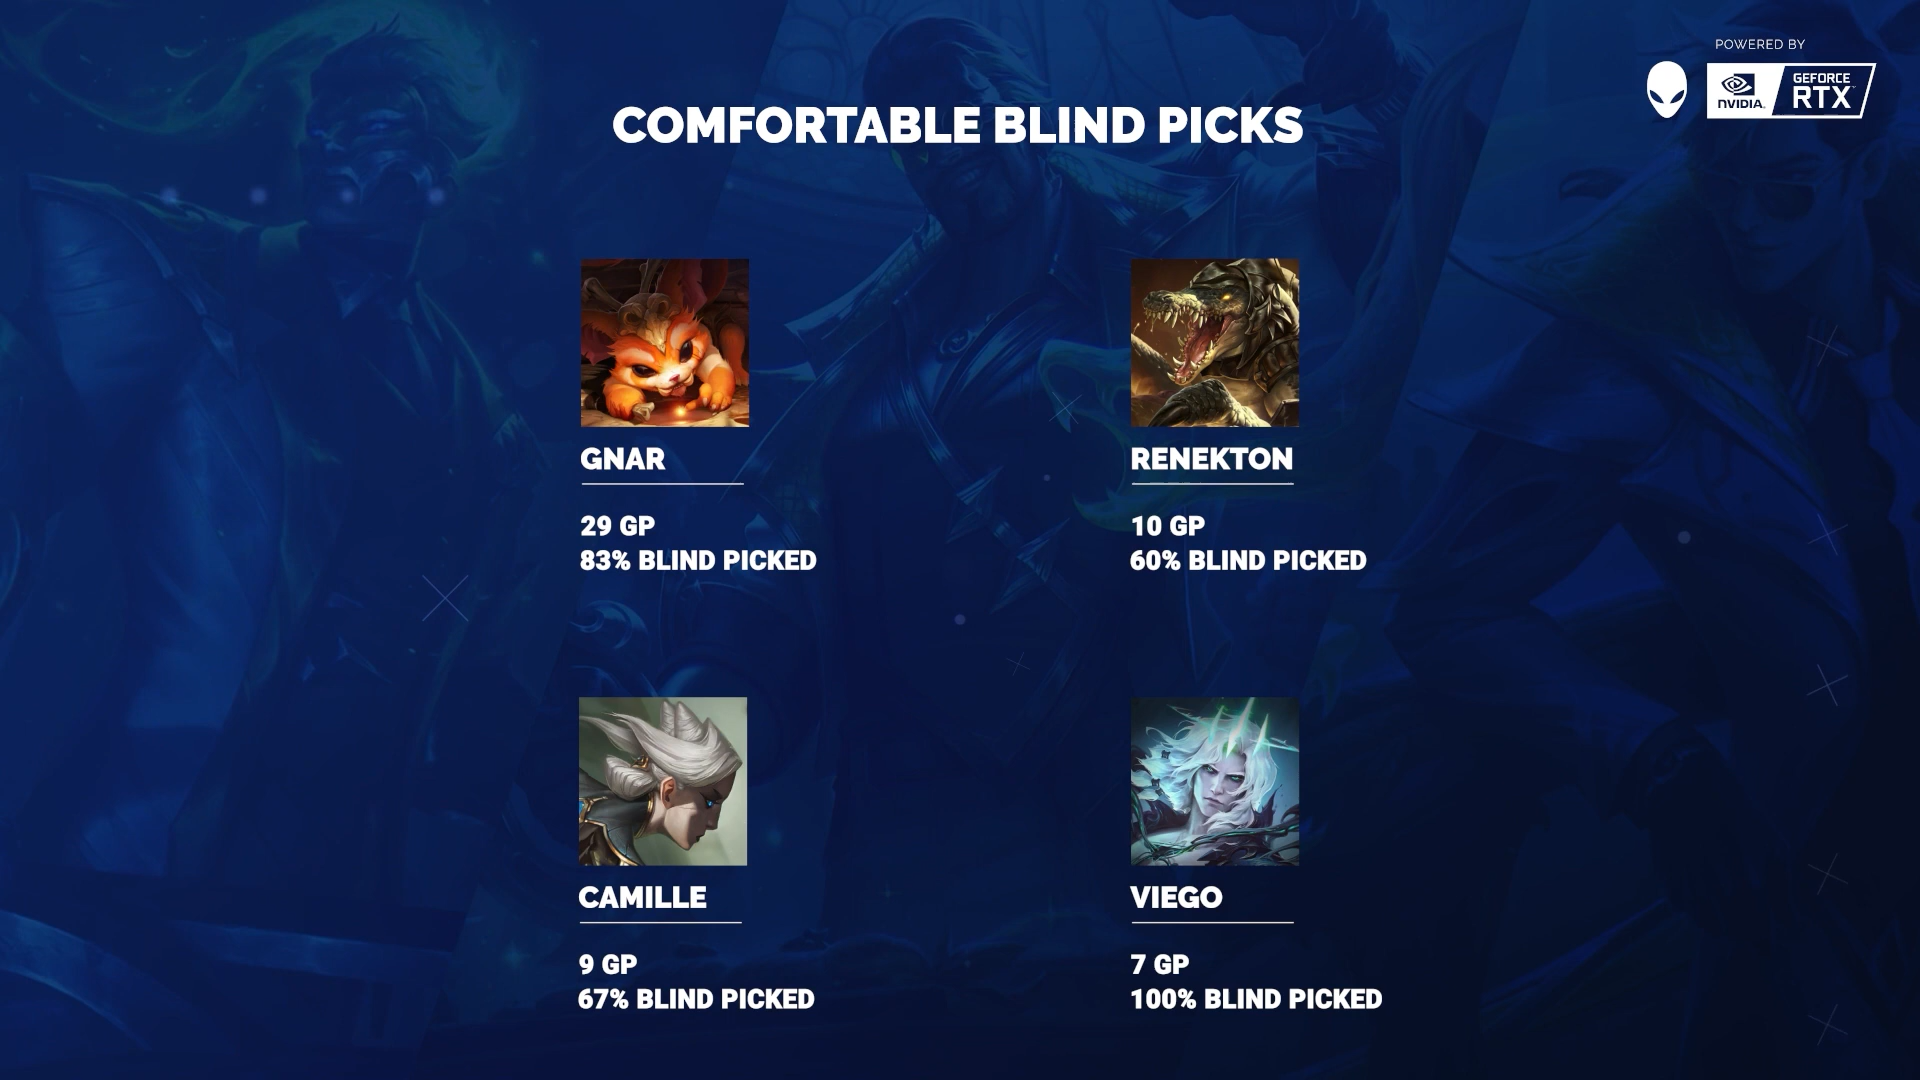 POWERED BY
NVIDIA.
GEFORCE
RTX
COMFORTABLE BLIND PICKS
GNAR
29 GP
83% BLIND PICKED
RENEKTON
10 GP
60% BLIND PICKED
CAMILLE
9 GP
67% BLIND PICKED
VIEGO
7 GP
100% BLIND PICKED